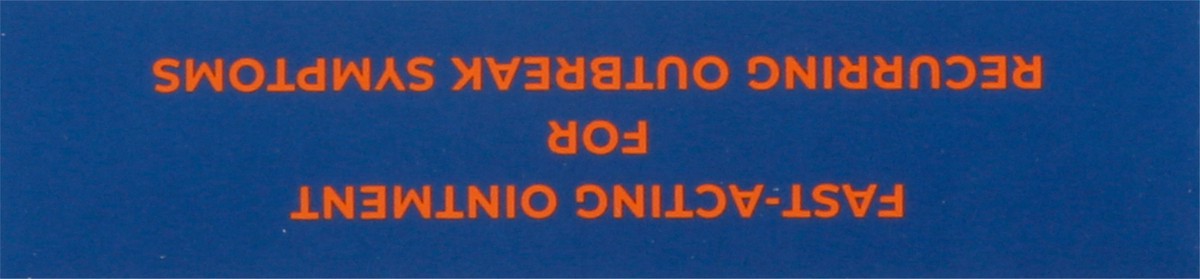 FAST-ACTING OINTMENT
FOR
RECURRING OUTBREAK SYMPTOMS